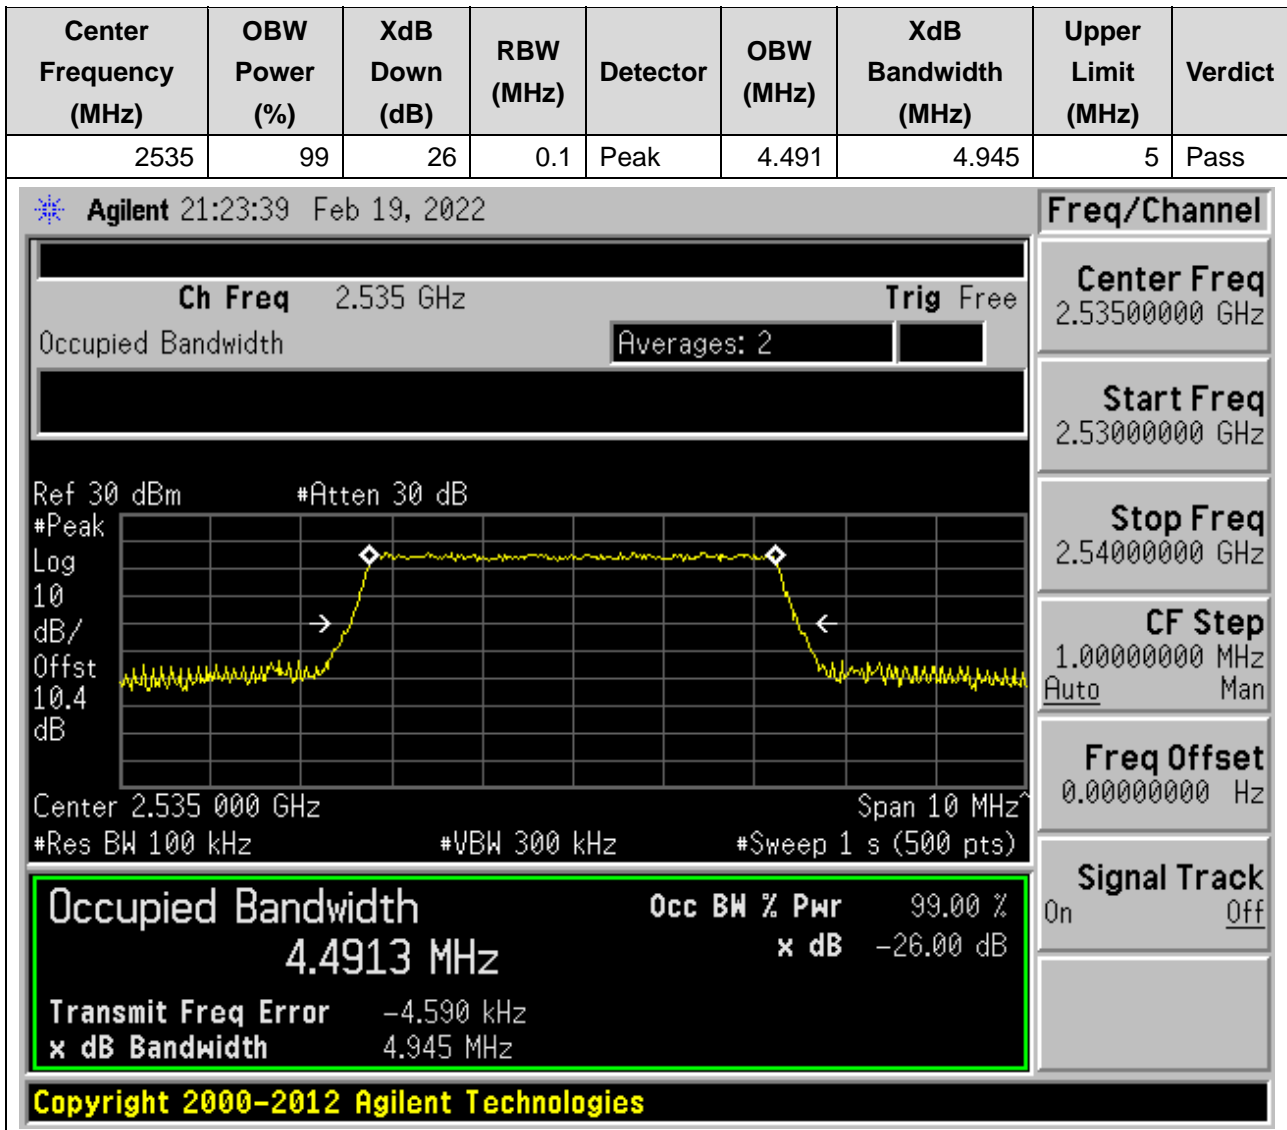 Center Frequency (MHz) OBW Power (%) XdB Down (dB) RBW (MHz) Detector OBW (MHz) XdB Bandwidth (MHz) Upper Limit (MHz) Verdict
2535 99 26 0.1 Peak 4.491 4.945 5 Pass
Agilent 21:23:39 Feb 19, 2022
Ch Freq 2.535 GHz Trig Free
Occupied Bandwidth Averages: 2
Ref 30 dBm #Atten 30 dB
#Peak
Log
10
dB/
Offst
10.4
dB
Center 2.535 000 GHz Span 10 MHz^
#Res BW 100 kHz #VBW 300 kHz #Sweep 1 s (500 pts)
Occupied Bandwidth Occ BW % Pwr 99.00 %
4.4913 MHz x dB -26.00 dB
Transmit Freq Error -4.590 kHz
x dB Bandwidth 4.945 MHz
Copyright 2000-2012 Agilent Technologies
Freq/Channel
Center Freq
2.53500000 GHz
Start Freq
2.53000000 GHz
Stop Freq
2.54000000 GHz
CF Step
1.00000000 MHz
Auto Man
Freq Offset
0.00000000 Hz
Signal Track
On Off